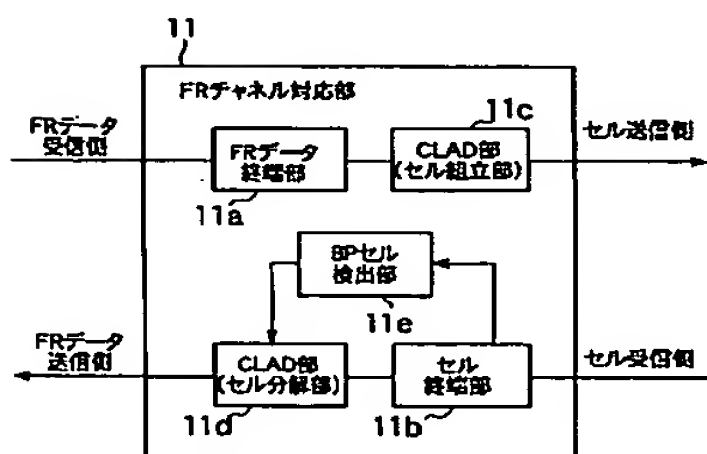 11
FRチャネル対応部
FRデータ
受信側
FRデータ
終端部
11a
11c
CLAD部
(セル組立部)
セル送信側
BPセル
検出部
11e
FRデータ
送信側
CLAD部
(セル分解部)
11d
セル
終端部
11b
セル受信側